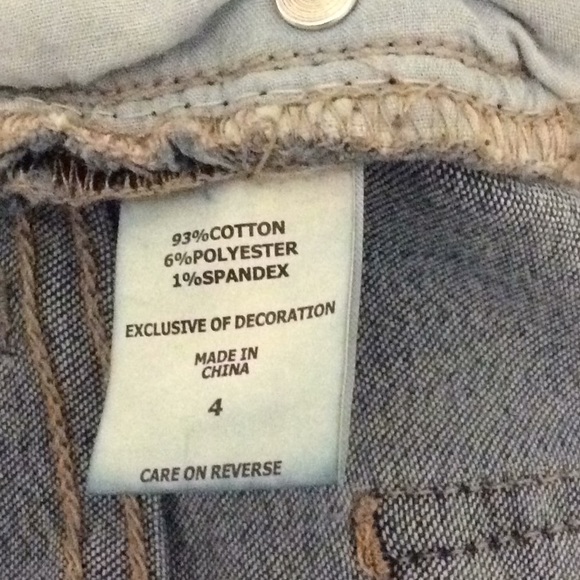 93%COTTON
6%POLYESTER
1%SPANDEX
EXCLUSIVE OF DECORATION
MADE IN
CHINA
4
CARE ON REVERSE